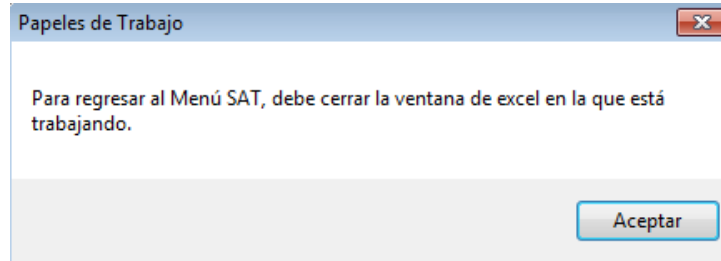 Papeles de Trabajo
Para regresar al Menú SAT, debe cerrar la ventana de excel en la que está
trabajando.
Aceptar